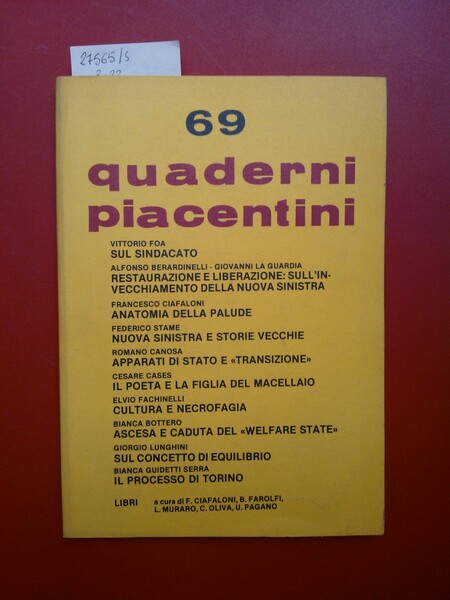 27565/s
69
quaderni
piacentini
VITTORIO FOA
SUL SINDACATO
ALFONSO BERARDINELLI - GIOVANNI LA GUARDIA
RESTAURAZIONE E LIBERAZIONE: SULL'IN-
VECCHIAMENTO DELLA NUOVA SINISTRA
FRANCESCO CIAFALONI
ANATOMIA DELLA PALUDE
FEDERICO STAME
NUOVA SINISTRA E STORIE VECCHIE
ROMANO CANOSA
APPARATI DI STATO E «TRANSIZIONE»
CESARE CASES
IL POETA E LA FIGLIA DEL MACELLAIO
ELVIO FACHINELLI
CULTURA E NECROFAGIA
BIANCA BOTTERO
ASCESA E CADUTA DEL «WELFARE STATE»
GIORGIO LUNGHINI
SUL CONCETTO DI EQUILIBRIO
BIANCA GUIDETTI SERRA
IL PROCESSO DI TORINO
LIBRI a cura di F. CIAFALONI, B. FAROLFI,
L. MURARO, C. OLIVA, U. PAGANO